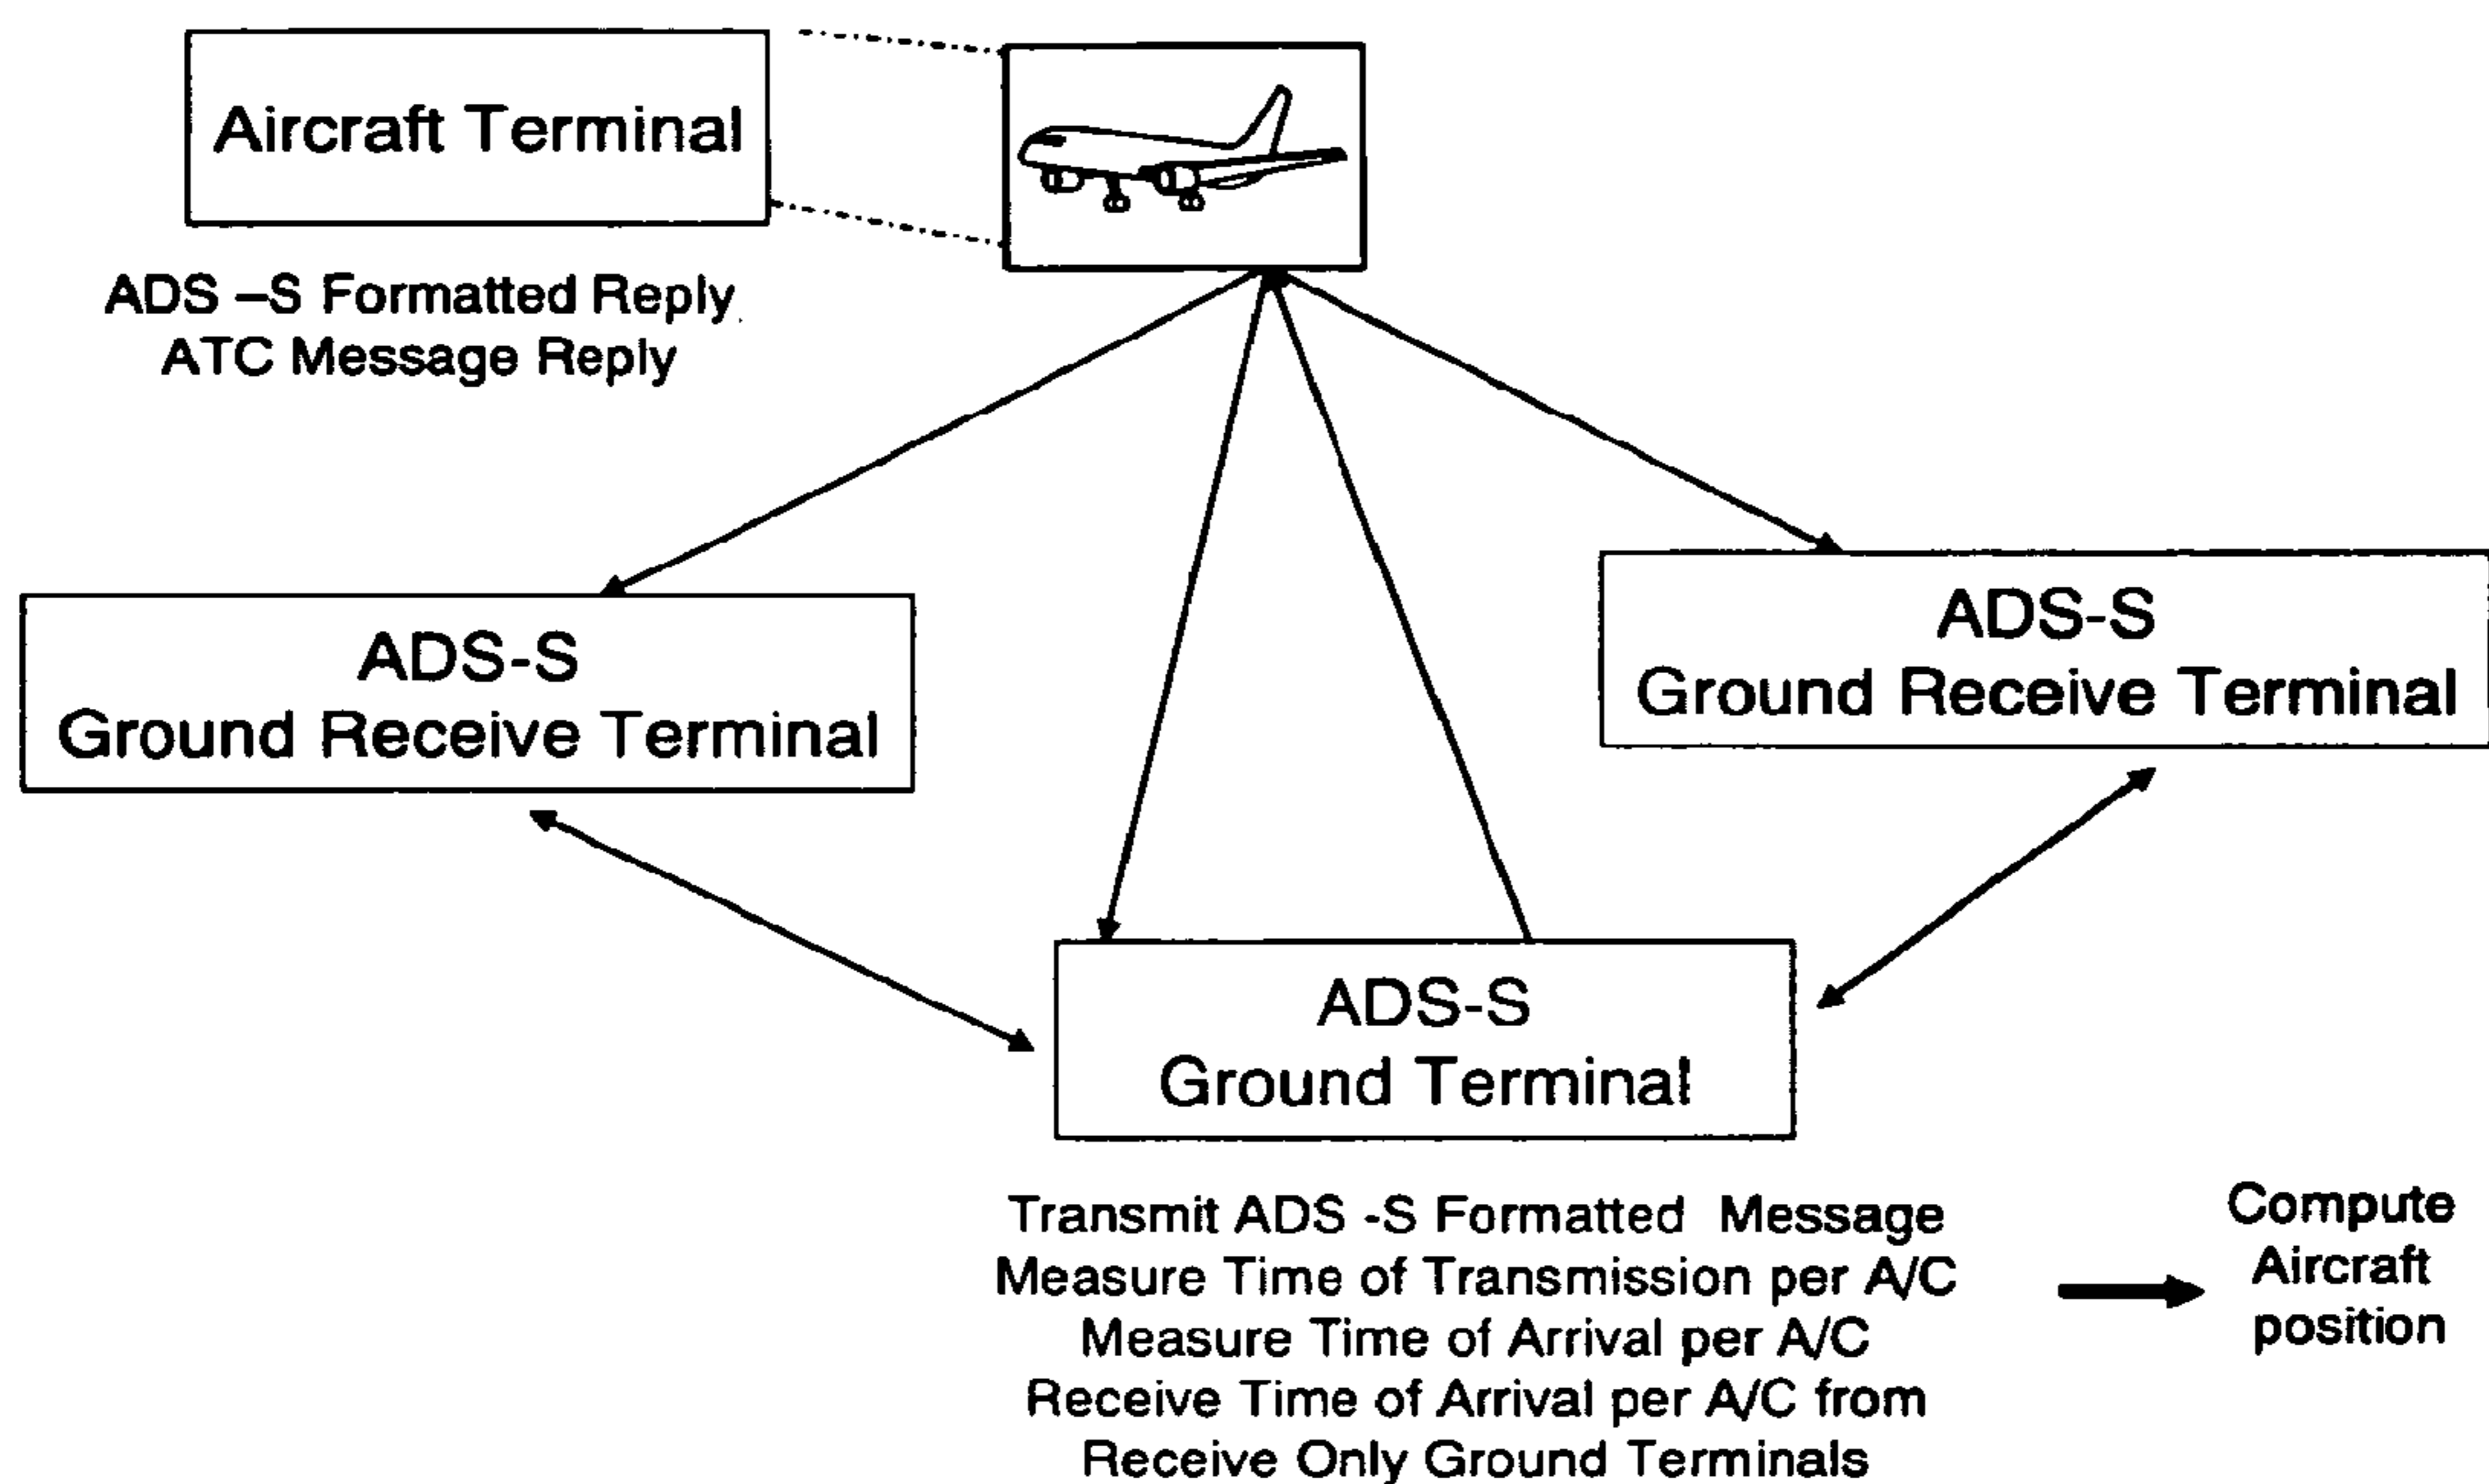 Aircraft Terminal
ADS –S Formatted Reply
ATC Message Reply
ADS-S
Ground Receive Terminal
ADS-S
Ground Receive Terminal
ADS-S
Ground Terminal
Transmit ADS -S Formatted Message
Measure Time of Transmission per A/C
Measure Time of Arrival per A/C
Receive Time of Arrival per A/C from
Receive Only Ground Terminals
Compute
Aircraft
position